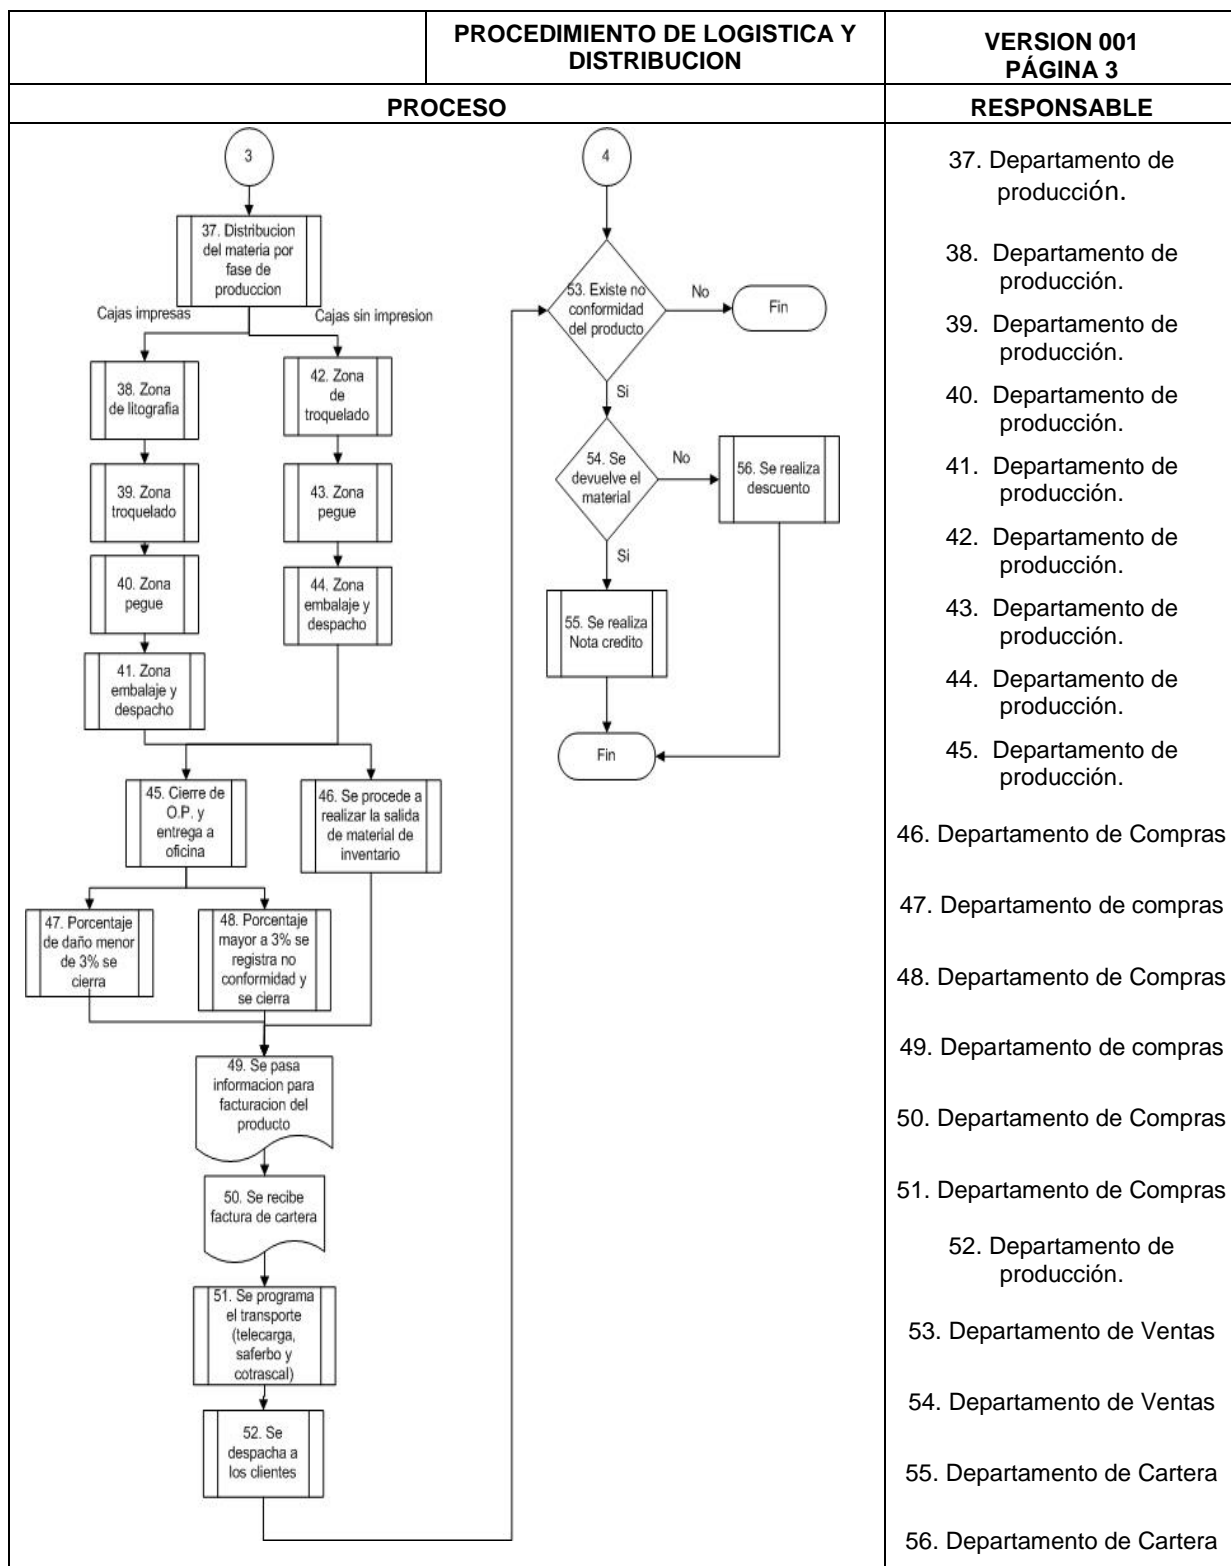 PROCEDIMIENTO DE LOGISTICA Y
DISTRIBUCION
VERSION 001
PÁGINA 3
PROCESO
RESPONSABLE
3
37. Distribucion
del materia por
fase de
produccion
Cajas impresas
Cajas sin impresion
38. Zona
de litografia
39. Zona
troquelado
40. Zona
pegue
41. Zona
embalaje y
despacho
42. Zona
de
troquelado
43. Zona
pegue
44. Zona
embalaje y
despacho
45. Cierre de
O.P. y
entrega a
oficina
46. Se procede a
realizar la salida
de material de
inventario
47. Porcentaje
de daño menor
de 3% se
cierra
48. Porcentaje
mayor a 3% se
registra no
conformidad y
se cierra
49. Se pasa
informacion para
facturacion del
producto
50. Se recibe
factura de cartera
51. Se programa
el transporte
(telecarga,
saferbo y
cotrascal)
52. Se
despacha a
los clientes
4
53. Existe no
conformidad
del producto
No
Fin
Si
54. Se
devuelve el
material
No
56. Se realiza
descuento
Si
55. Se realiza
Nota credito
Fin
37. Departamento de
producción.
38. Departamento de
producción.
39. Departamento de
producción.
40. Departamento de
producción.
41. Departamento de
producción.
42. Departamento de
producción.
43. Departamento de
producción.
44. Departamento de
producción.
45. Departamento de
producción.
46. Departamento de Compras
47. Departamento de compras
48. Departamento de Compras
49. Departamento de compras
50. Departamento de Compras
51. Departamento de Compras
52. Departamento de
producción.
53. Departamento de Ventas
54. Departamento de Ventas
55. Departamento de Cartera
56. Departamento de Cartera